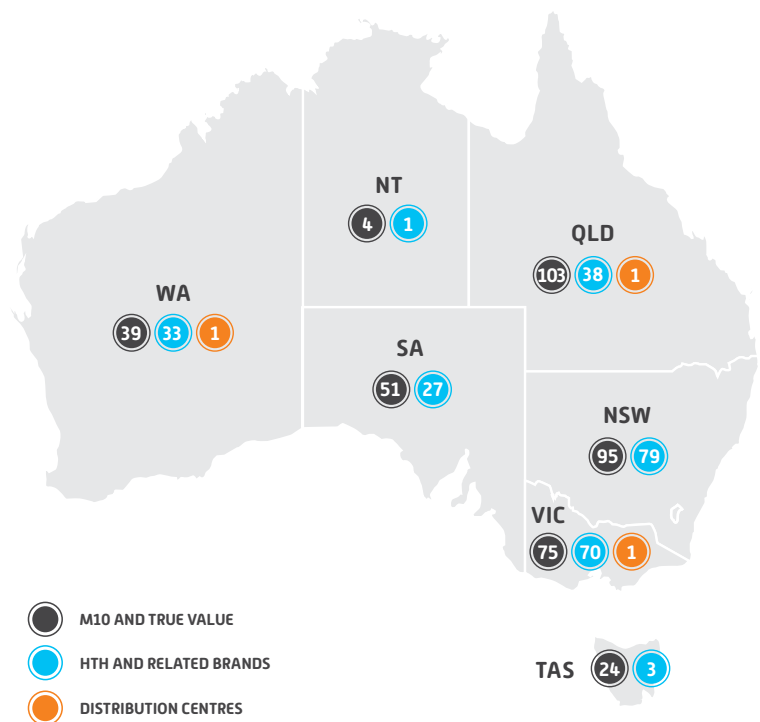 NT
4 1
QLD
103 38 1
WA
39 33 1
SA
51 27
NSW
95 79
VIC
75 70 1
M10 AND TRUE VALUE
HTH AND RELATED BRANDS
TAS 24 3
DISTRIBUTION CENTRES